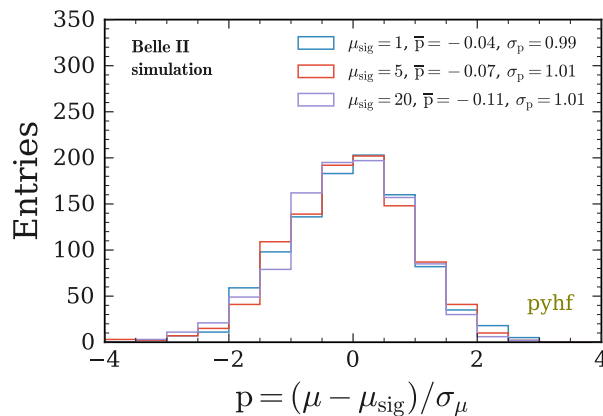 Belle II
simulation
μsig = 1, p̅ = −0.04, σp = 0.99
μsig = 5, p̅ = −0.07, σp = 1.01
μsig = 20, p̅ = −0.11, σp = 1.01
350
300
250
200
150
100
50
0
Entries
pyhf
−4 −2 0 2 4
p = (μ − μsig)/σμ